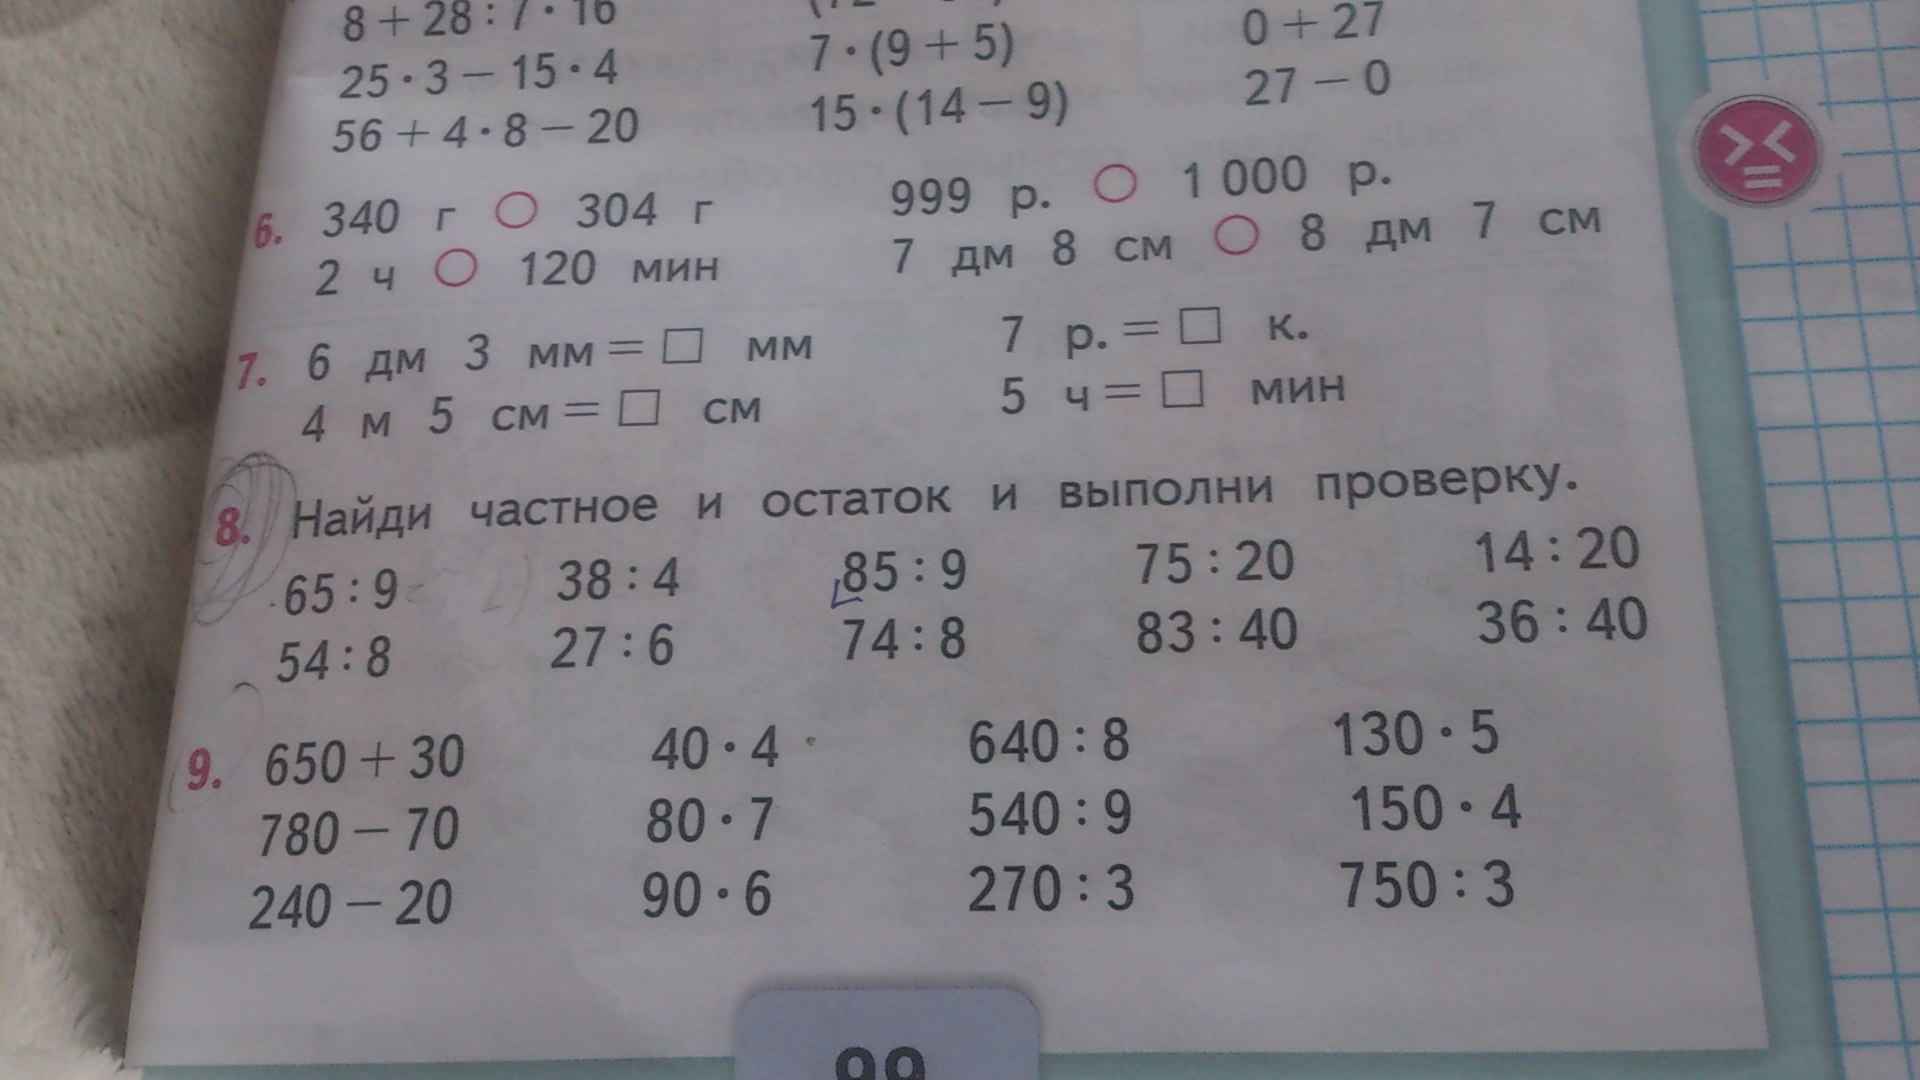 8 + 28 : 7 · 16
25 · 3 − 15 · 4
56 + 4 · 8 − 20
7 · (9 + 5)
15 · (14 − 9)
0 + 27
27 − 0
6. 340 г ○ 304 г 999 р. ○ 1 000 р.
2 ч ○ 120 мин 7 дм 8 см ○ 8 дм 7 см
7. 6 дм 3 мм = □ мм 7 р. = □ к.
4 м 5 см = □ см 5 ч = □ мин
8. Найди частное и остаток и выполни проверку.
65 : 9 38 : 4 85 : 9 75 : 20 14 : 20
54 : 8 27 : 6 74 : 8 83 : 40 36 : 40
9. 650 + 30 40 · 4 640 : 8 130 · 5
780 − 70 80 · 7 540 : 9 150 · 4
240 − 20 90 · 6 270 : 3 750 : 3
99